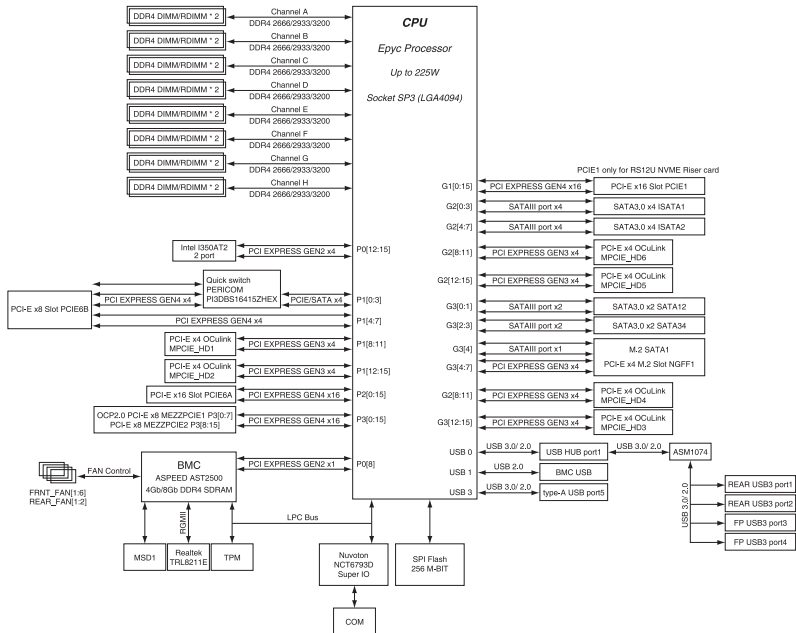 DDR4 DIMM/RDIMM * 2
Channel A
DDR4 2666/2933/3200
DDR4 DIMM/RDIMM * 2
Channel B
DDR4 2666/2933/3200
DDR4 DIMM/RDIMM * 2
Channel C
DDR4 2666/2933/3200
DDR4 DIMM/RDIMM * 2
Channel D
DDR4 2666/2933/3200
DDR4 DIMM/RDIMM * 2
Channel E
DDR4 2666/2933/3200
DDR4 DIMM/RDIMM * 2
Channel F
DDR4 2666/2933/3200
DDR4 DIMM/RDIMM * 2
Channel G
DDR4 2666/2933/3200
DDR4 DIMM/RDIMM * 2
Channel H
DDR4 2666/2933/3200
CPU
Epyc Processor
Up to 225W
Socket SP3 (LGA4094)
Intel I350AT2
2 port
PCI EXPRESS GEN2 x4
P0[12:15]
PCI-E x8 Slot PCIE6B
PCI EXPRESS GEN4 x4
Quick switch
PERICOM
PI3DBS16415ZHEX
PCIE/SATA x4
P1[0:3]
PCI EXPRESS GEN4 x4
P1[4:7]
PCI-E x4 OCulink
MPCIE_HD1
PCI EXPRESS GEN3 x4
P1[8:11]
PCI-E x4 OCulink
MPCIE_HD2
PCI EXPRESS GEN3 x4
P1[12:15]
PCI-E x16 Slot PCIE6A
PCI EXPRESS GEN4 x16
P2[0:15]
OCP2.0 PCI-E x8 MEZZPCIE1 P3[0:7]
PCI-E x8 MEZZPCIE2 P3[8:15]
PCI EXPRESS GEN4 x16
P3[0:15]
FRNT_FAN[1:6]
REAR_FAN[1:2]
FAN Control
BMC
ASPEED AST2500
4Gb/8Gb DDR4 SDRAM
PCI EXPRESS GEN2 x1
P0[8]
RGMII
LPC Bus
MSD1
Realtek
TRL8211E
TPM
Nuvoton
NCT6793D
Super IO
SPI Flash
256 M-BIT
COM
PCIE1 only for RS12U NVME Riser card
G1[0:15]
PCI EXPRESS GEN4 x16
PCI-E x16 Slot PCIE1
G2[0:3]
SATAIII port x4
SATA3.0 x4 ISATA1
G2[4:7]
SATAIII port x4
SATA3.0 x4 ISATA2
G2[8:11]
PCI EXPRESS GEN3 x4
PCI-E x4 OCuLink
MPCIE_HD6
G2[12:15]
PCI EXPRESS GEN3 x4
PCI-E x4 OCuLink
MPCIE_HD5
G3[0:1]
SATAIII port x2
SATA3.0 x2 SATA12
G3[2:3]
SATAIII port x2
SATA3.0 x2 SATA34
G3[4]
SATAIII port x1
M.2 SATA1
G3[4:7]
PCI EXPRESS GEN3 x4
PCI-E x4 M.2 Slot NGFF1
G2[8:11]
PCI EXPRESS GEN3 x4
PCI-E x4 OCuLink
MPCIE_HD4
G3[12:15]
PCI EXPRESS GEN3 x4
PCI-E x4 OCuLink
MPCIE_HD3
USB 0
USB 3.0/ 2.0
USB HUB port1
USB 3.0/ 2.0
ASM1074
USB 1
USB 2.0
BMC USB
USB 3
USB 3.0/ 2.0
type-A USB port5
USB 3.0/ 2.0
REAR USB3 port1
REAR USB3 port2
FP USB3 port3
FP USB3 port4